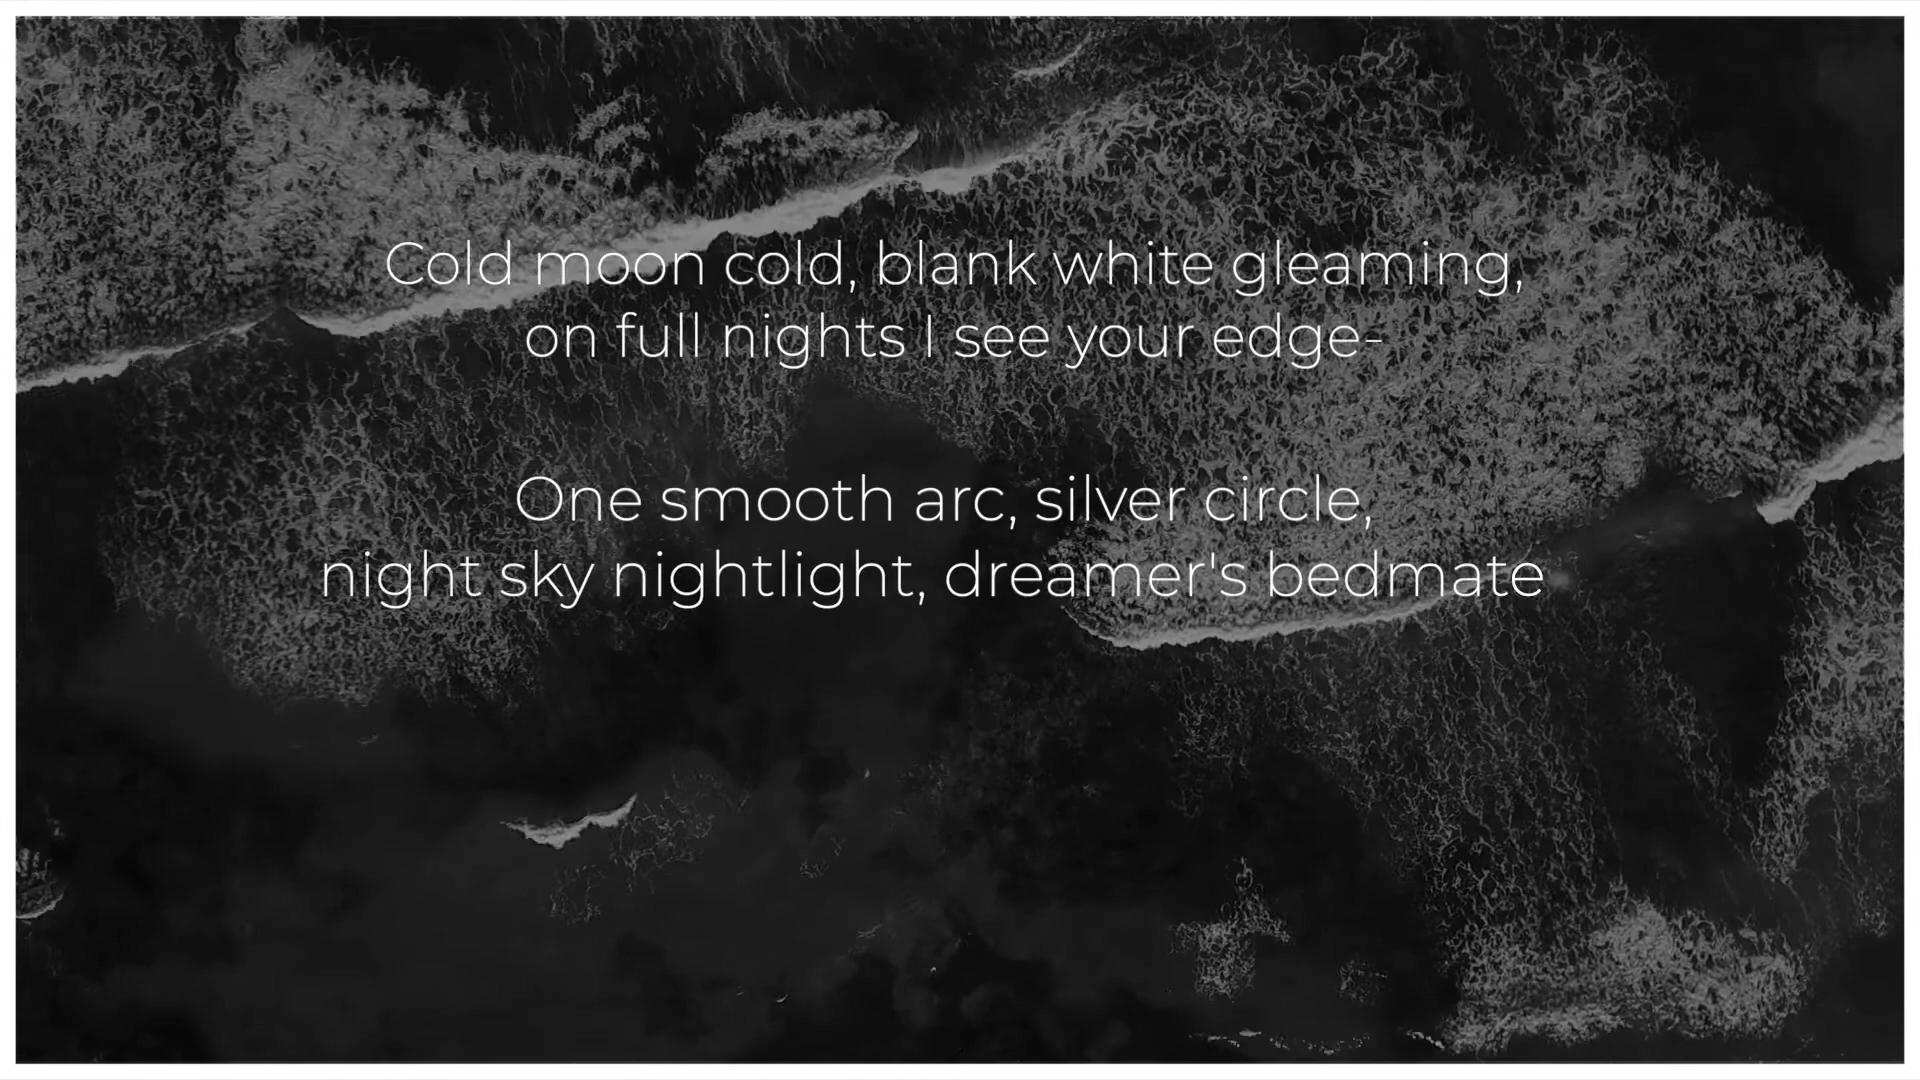 Cold moon cold, blank white gleaming,
on full nights I see your edge-
One smooth arc, silver circle,
night sky nightlight, dreamer's bedmate